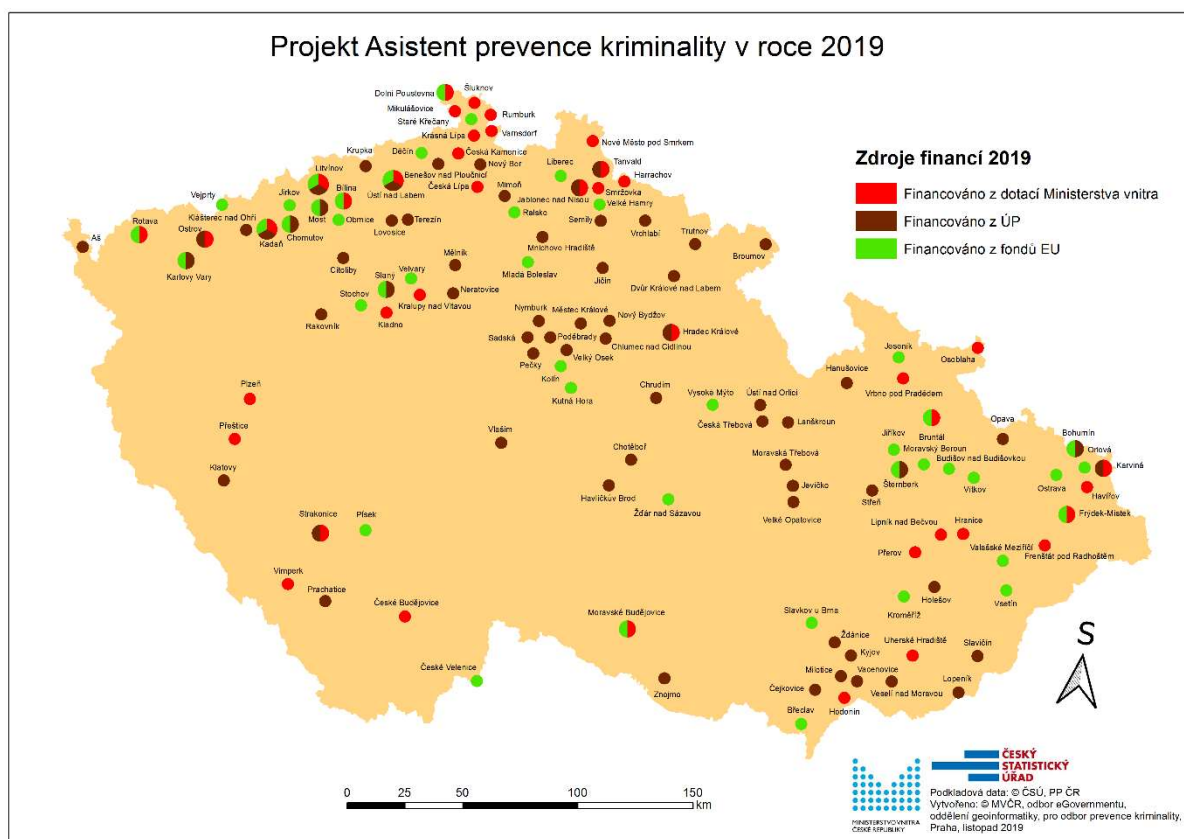 Projekt Asistent prevence kriminality v roce 2019
Dolní Poustevna
Šluknov
Mikulášovice
Rumburk
Staré Křečany
Varnsdorf
Krásná Lípa
Nové Město pod Smrkem
Krupka
Děčín
Česká Kamenice
Nový Bor
Liberec
Tanvald
Harrachov
Litvínov
Benešov nad Ploučnicí
Vejprty
Jirkov
Bílina
Ústí nad Labem
Česká Lípa
Mimoň
Jablonec nad Nisou
Smržovka
Velké Hamry
Rotava
Klášterec nad Ohří
Ostrov
Most
Obrnice
Ralsko
Semily
Aš
Kadaň
Chomutov
Lovosice
Terezín
Mnichovo Hradiště
Vrchlabí
Trutnov
Broumov
Karlovy Vary
Cítoliby
Mělník
Mladá Boleslav
Jičín
Dvůr Králové nad Labem
Slaný
Velvary
Stochov
Neratovice
Kralupy nad Vltavou
Rakovník
Kladno
Nymburk
Městec Králové
Nový Bydžov
Hradec Králové
Sadská
Poděbrady
Chlumec nad Cidlinou
Pečky
Velký Osek
Kolín
Kutná Hora
Jeseník
Osoblaha
Hanušovice
Vrbno pod Pradědem
Plzeň
Chrudim
Vysoké Mýto
Ústí nad Orlicí
Přeštice
Česká Třebová
Lanškroun
Bruntál
Opava
Bohumín
Vlašim
Jiříkov
Orlová
Klatovy
Chotěboř
Moravská Třebová
Moravský Beroun
Budišov nad Budišovkou
Karviná
Havlíčkův Brod
Jevíčko
Šternberk
Vítkov
Ostrava
Havířov
Žďár nad Sázavou
Velké Opatovice
Střeň
Strakonice
Písek
Lipník nad Bečvou
Hranice
Frýdek-Místek
Přerov
Valašské Meziříčí
Frenštát pod Radhoštěm
Vimperk
Prachatice
Holešov
Kroměříž
Vsetín
České Budějovice
Moravské Budějovice
Slavkov u Brna
Ždánice
Uherské Hradiště
Kyjov
Slavičín
České Velenice
Znojmo
Milotice
Vacenovice
Čejkovice
Veselí nad Moravou
Lopeník
Hodonín
Břeclav
Zdroje financí 2019
Financováno z dotací Ministerstva vnitra
Financováno z ÚP
Financováno z fondů EU
S
0 25 50 100 150
km
MINISTERSTVO VNITRA
ČESKÉ REPUBLIKY
ČESKÝ
STATISTICKÝ
ÚŘAD
Podkladová data: © ČSÚ, PP ČR
Vytvořeno: © MVČR, odbor eGovernmentu,
oddělení geoinformatiky, pro odbor prevence kriminality,
Praha, listopad 2019